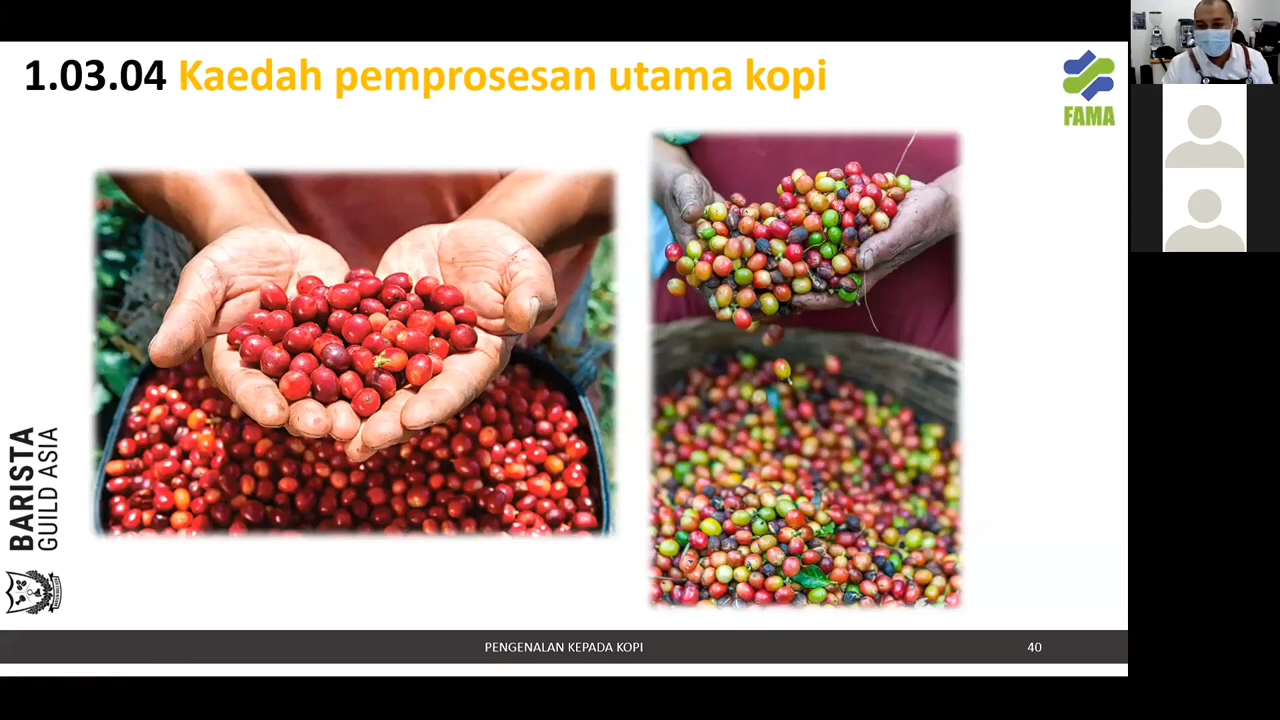 1.03.04 Kaedah pemprosesan utama kopi
FAMA
BARISTA
GUILD ASIA
PENGENALAN KEPADA KOPI
40